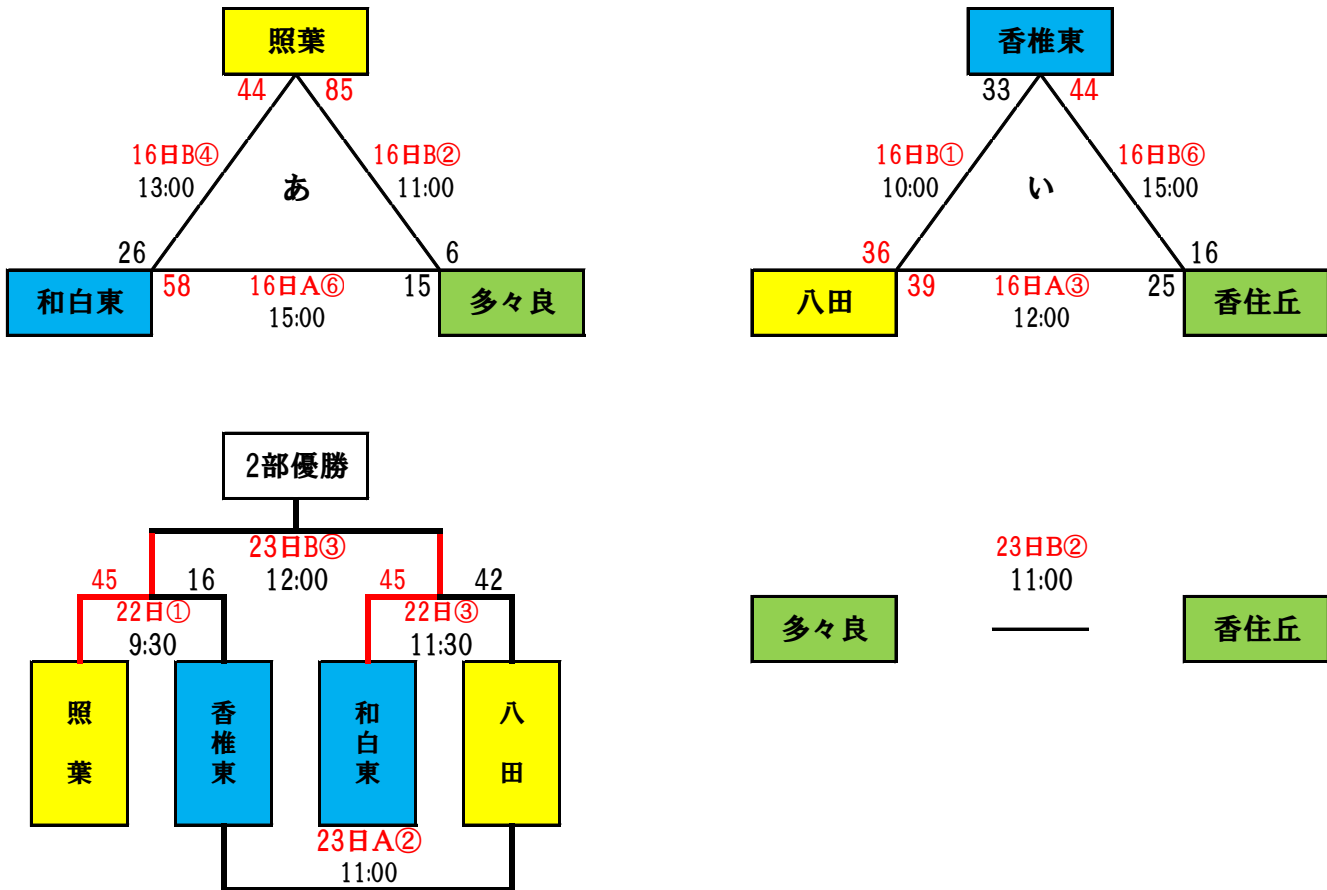 照葉
44 85
16日B④
13:00
16日B②
11:00
あ
26
6
和白東
58
16日A⑥
15:00
15
多々良
香椎東
33 44
16日B①
10:00
16日B⑥
15:00
い
36
16
八田
39
16日A③
12:00
25
香住丘
2部優勝
23日B③
12:00
45 16
22日①
9:30
45 42
22日③
11:30
照葉
香椎東
和白東
八田
23日A②
11:00
23日B②
11:00
多々良
香住丘